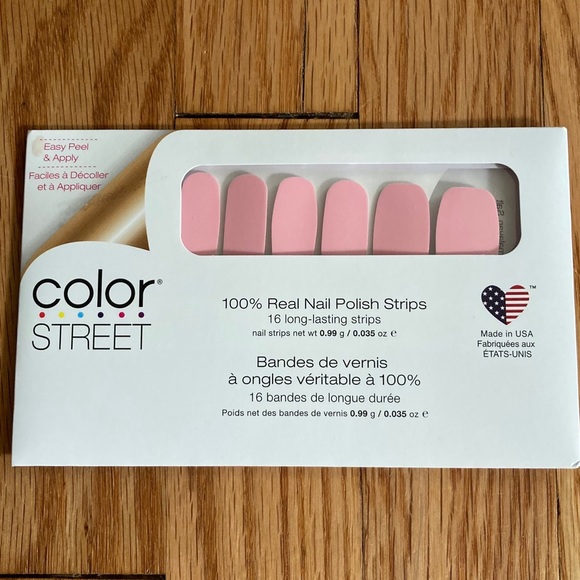 Easy Peel
& Apply
Faciles à Décoller
et à Appliquer
color®
STREET
100% Real Nail Polish Strips
16 long-lasting strips
nail strips net wt 0.99 g / 0.035 oz ℮
Bandes de vernis
à ongles véritable à 100%
16 bandes de longue durée
Poids net des bandes de vernis 0.99 g / 0.035 oz ℮
™
Made in USA
Fabriquées aux
ÉTATS-UNIS